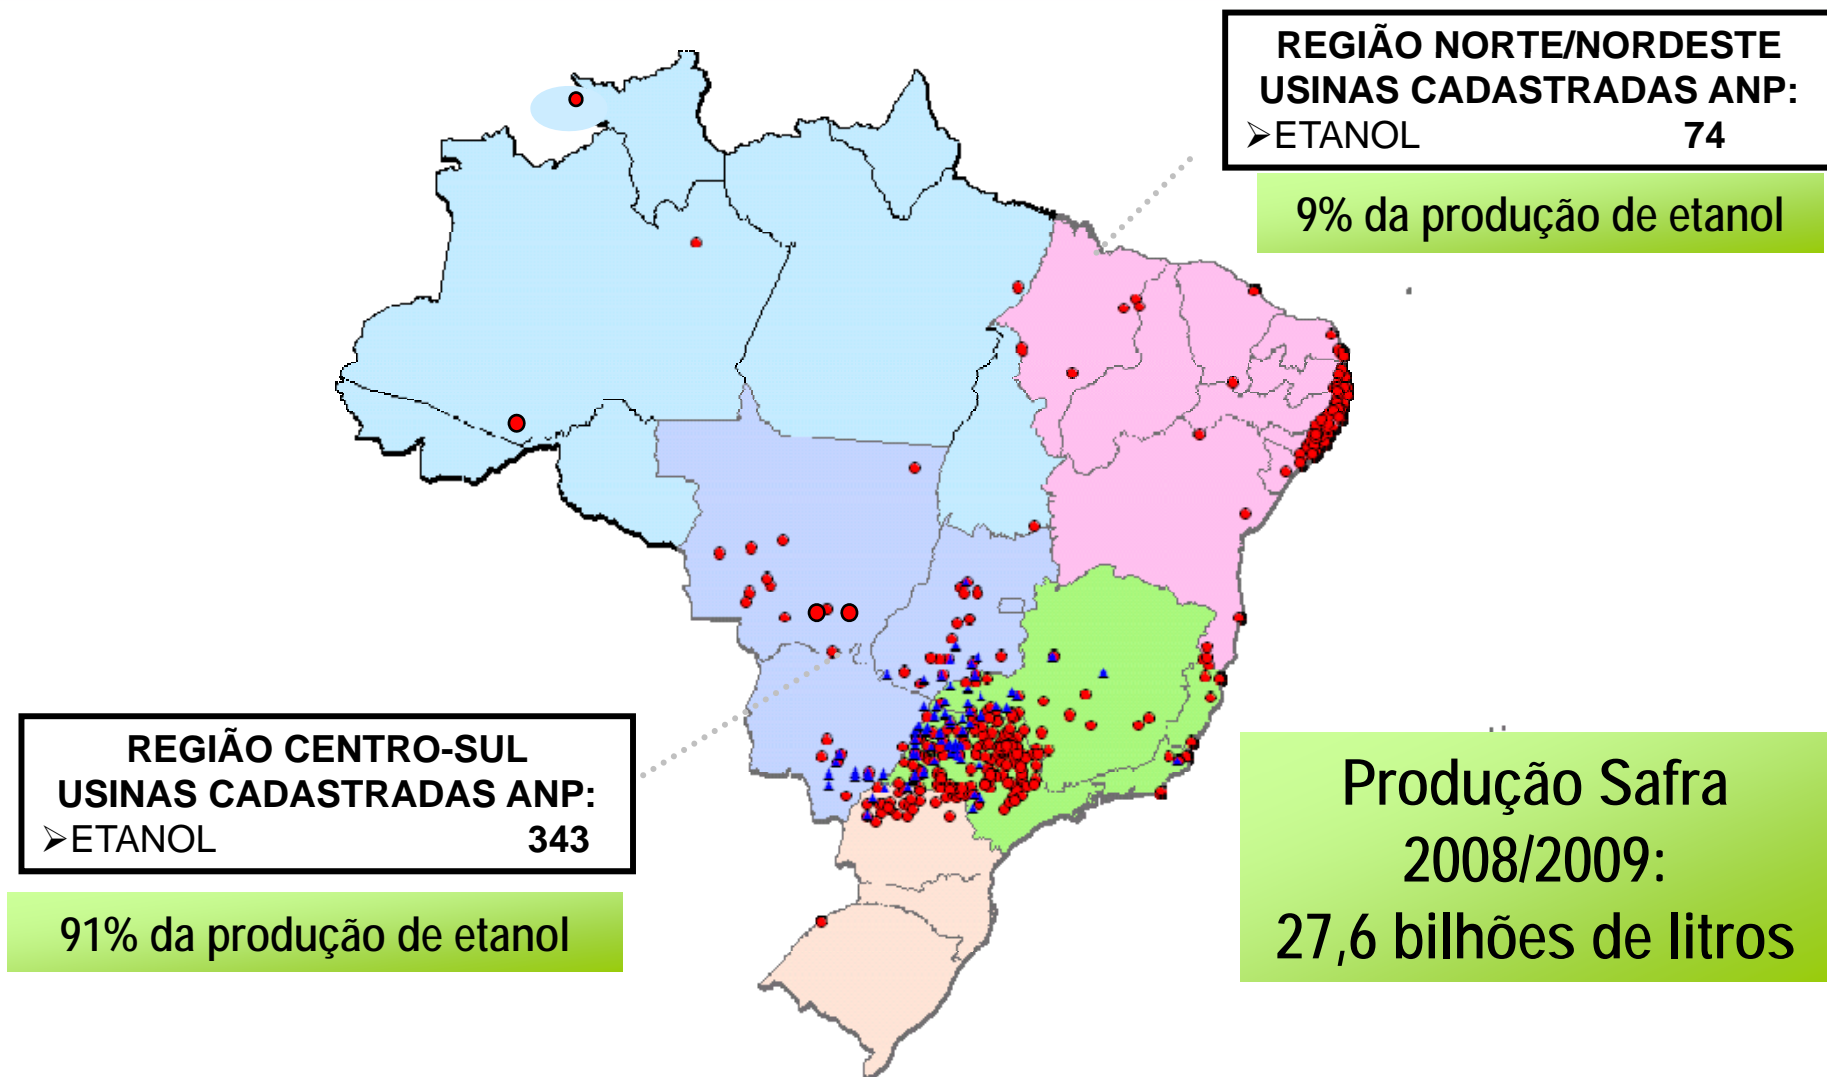 REGIÃO NORTE/NORDESTE
USINAS CADASTRADAS ANP:
➢ETANOL 74
9% da produção de etanol
REGIÃO CENTRO-SUL
USINAS CADASTRADAS ANP:
➢ETANOL 343
91% da produção de etanol
Produção Safra
2008/2009:
27,6 bilhões de litros